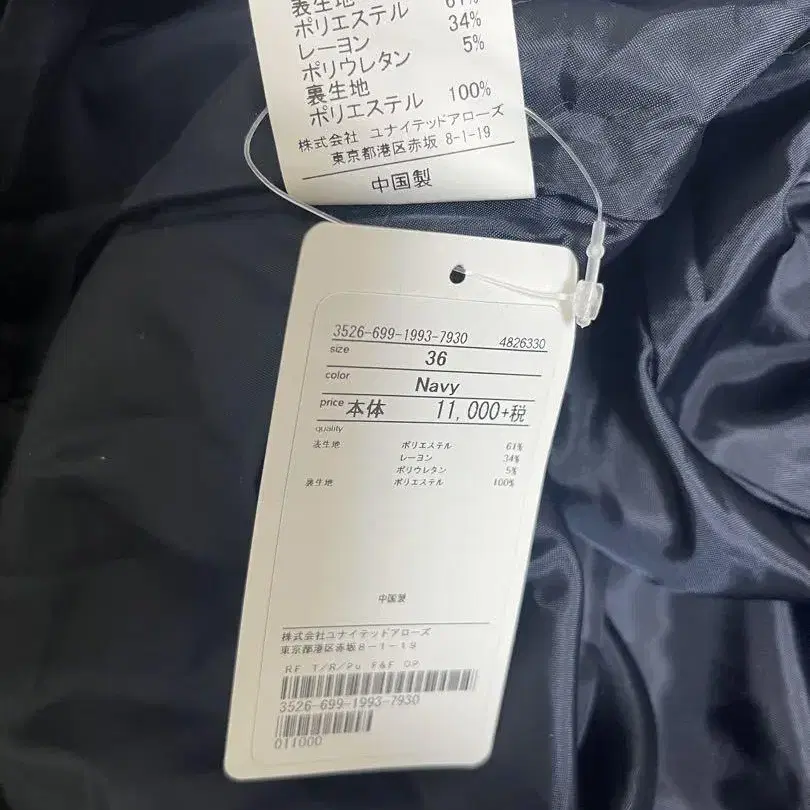 表生地
ポリエステル 61%
レーヨン 34%
ポリウレタン 5%
裏生地
ポリエステル 100%
株式会社 ユナイテッドアローズ
東京都港区赤坂 8-1-19
中国製
3526-699-1993-7930 4826330
size 36
color Navy
price 本体 11,000+税
quality
表生地 ポリエステル 61%
レーヨン 34%
ポリウレタン 5%
裏生地 ポリエステル 100%
中国製
株式会社ユナイテッドアローズ
東京都港区赤坂8-1-19
RF T/R/Pu F&F OP
3526-699-1993-7930
011000